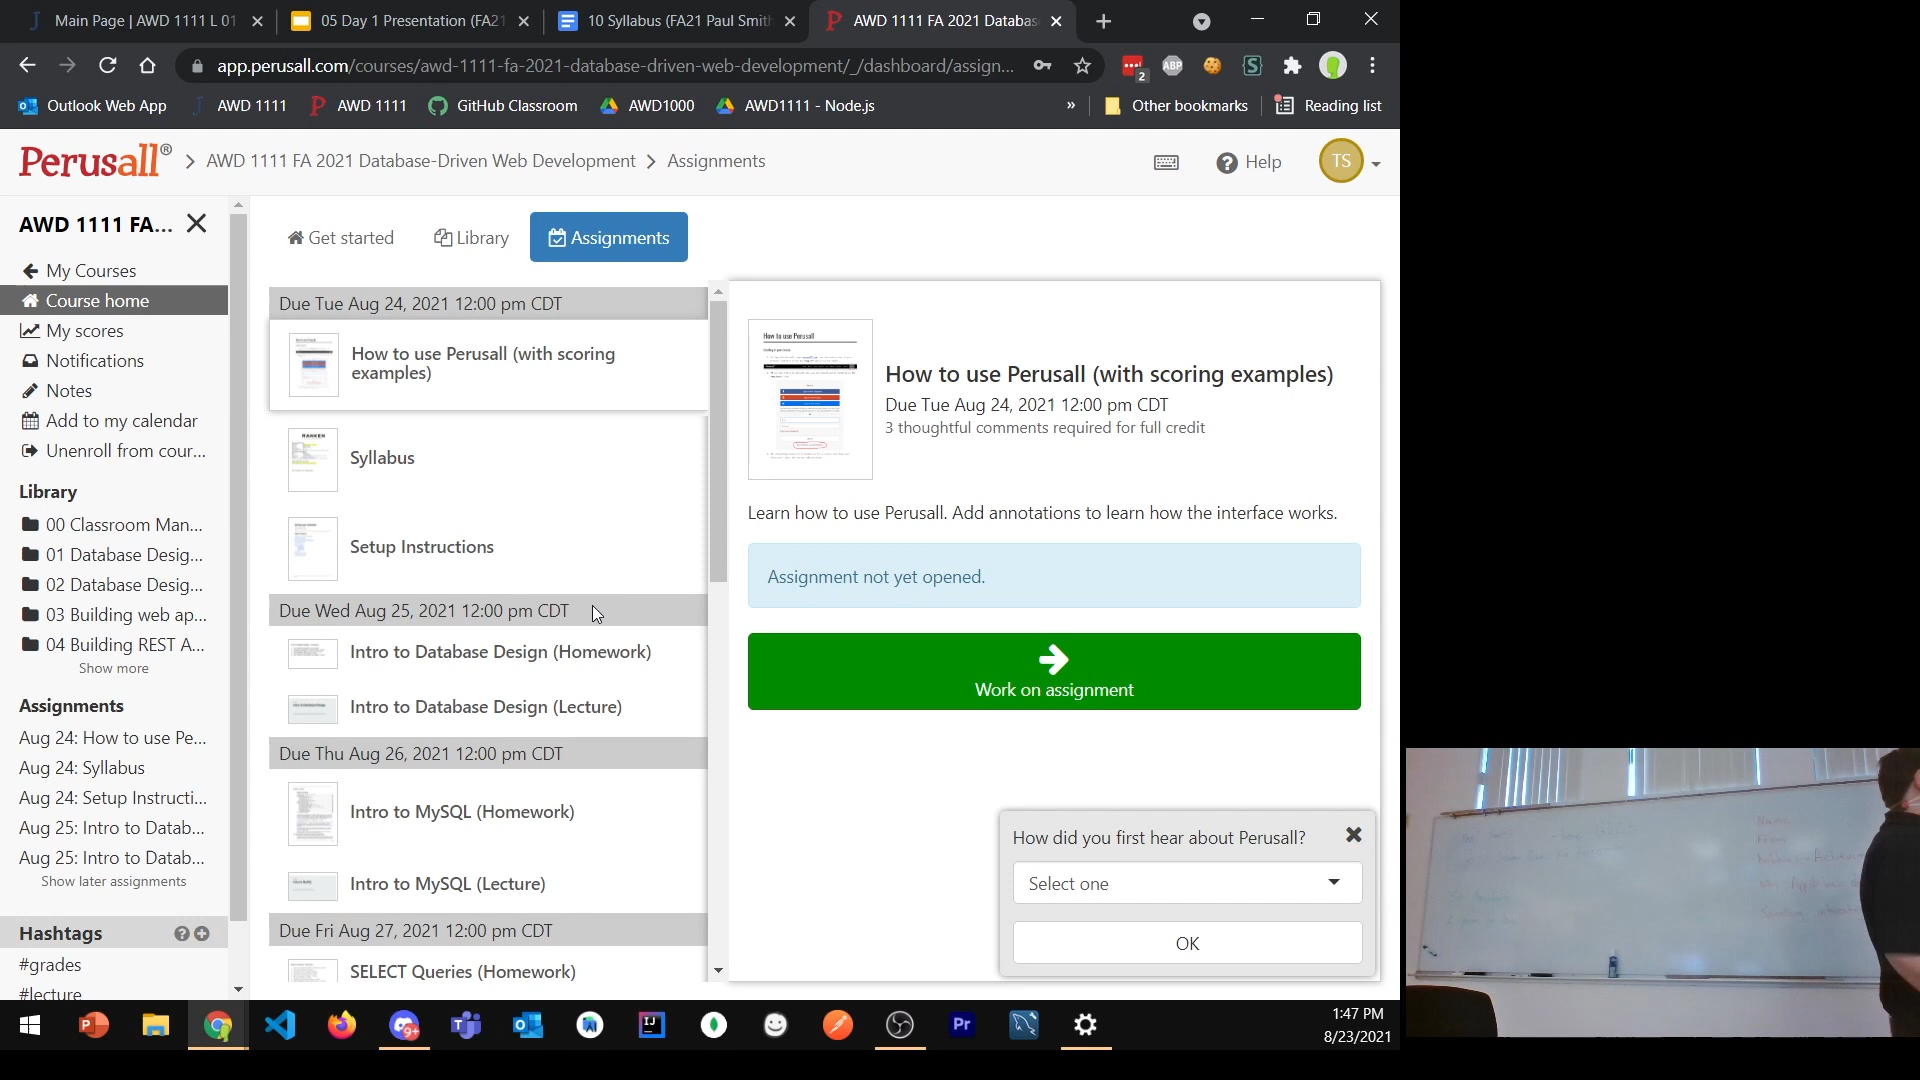 Main Page | AWD 1111 L 01
05 Day 1 Presentation (FA21
10 Syllabus (FA21 Paul Smith
AWD 1111 FA 2021 Databas
app.perusall.com/courses/awd-1111-fa-2021-database-driven-web-development/_/dashboard/assign...
2
ABP
Outlook Web App
AWD 1111
AWD 1111
GitHub Classroom
AWD1000
AWD1111 - Node.js
»
Other bookmarks
Reading list
Perusall®
AWD 1111 FA 2021 Database-Driven Web Development
Assignments
Help
TS
AWD 1111 FA...
My Courses
Course home
My scores
Notifications
Notes
Add to my calendar
Unenroll from cour...
Library
00 Classroom Man...
01 Database Desig...
02 Database Desig...
03 Building web ap...
04 Building REST A...
Show more
Assignments
Aug 24: How to use Pe...
Aug 24: Syllabus
Aug 24: Setup Instructi...
Aug 25: Intro to Datab...
Aug 25: Intro to Datab...
Show later assignments
Hashtags
#grades
#lecture
Get started
Library
Assignments
Due Tue Aug 24, 2021 12:00 pm CDT
How to use Perusall (with scoring
examples)
RANKEN
Syllabus
Setup Instructions
Due Wed Aug 25, 2021 12:00 pm CDT
Intro to Database Design (Homework)
Intro to Database Design (Lecture)
Due Thu Aug 26, 2021 12:00 pm CDT
Intro to MySQL (Homework)
Intro to MySQL (Lecture)
Due Fri Aug 27, 2021 12:00 pm CDT
SELECT Queries (Homework)
How to use Perusall
How to use Perusall (with scoring examples)
Due Tue Aug 24, 2021 12:00 pm CDT
3 thoughtful comments required for full credit
Learn how to use Perusall. Add annotations to learn how the interface works.
Assignment not yet opened.
Work on assignment
How did you first hear about Perusall?
Select one
OK
1:47 PM
8/23/2021